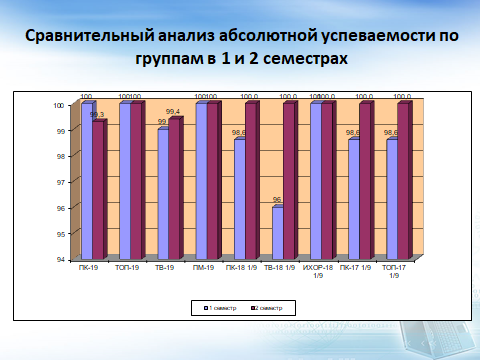 Сравнительный анализ абсолютной успеваемости по
группам в 1 и 2 семестрах
100 99,3 100 100 99 99,4 100 100 98,6 100,0 96 100,0 100 100,0 98,6 100,0 98,6 100,0
100
99
98
97
96
95
94
ПК-19 ТОП-19 ТВ-19 ПМ-19 ПК-18 1/9 ТВ-18 1/9 ИХОР-18 ПК-17 1/9 ТОП-17
1/9 1/9
1 семестр 2 семестр